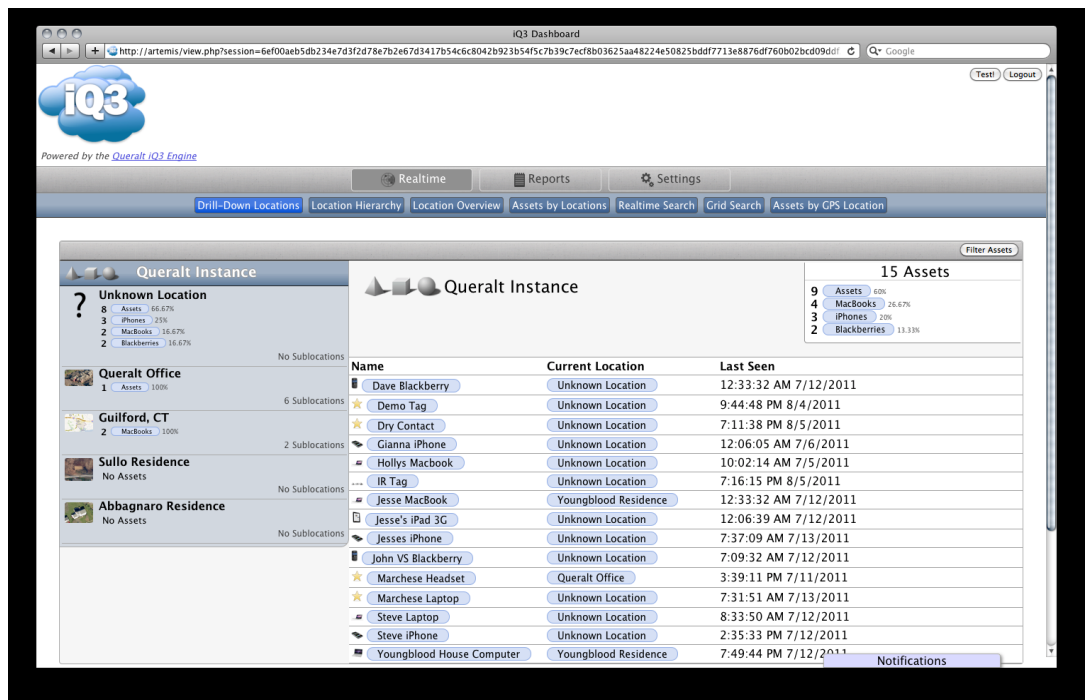 iQ3 Dashboard
http://artemis/view.php?session=6ef00aeb5db234e7d3f2d78e7b2e67d3417b54c6c8042b923b54f5c7b39c7ecf8b03625aa48224e50825bddf7713e8876df760b02bcd09ddf
Google
iQ3
Test! Logout
Powered by the Queralt iQ3 Engine
Realtime Reports Settings
Drill-Down Locations Location Hierarchy Location Overview Assets by Locations Realtime Search Grid Search Assets by GPS Location
Filter Assets
Queralt Instance
? Unknown Location
8 Assets 66.67%
3 iPhones 25%
2 MacBooks 16.67%
2 Blackberries 16.67%
No Sublocations
Queralt Office
1 Assets 100%
6 Sublocations
Guilford, CT
2 MacBooks 100%
2 Sublocations
Sullo Residence
No Assets
No Sublocations
Abbagnaro Residence
No Assets
No Sublocations
Queralt Instance
15 Assets
9 Assets 60%
4 MacBooks 26.67%
3 iPhones 20%
2 Blackberries 13.33%
Name Current Location Last Seen
Dave Blackberry Unknown Location 12:33:32 AM 7/12/2011
Demo Tag Unknown Location 9:44:48 PM 8/4/2011
Dry Contact Unknown Location 7:11:38 PM 8/5/2011
Gianna iPhone Unknown Location 12:06:05 AM 7/6/2011
Hollys Macbook Unknown Location 10:02:14 AM 7/5/2011
IR Tag Unknown Location 7:16:15 PM 8/5/2011
Jesse MacBook Youngblood Residence 12:33:32 AM 7/12/2011
Jesse's iPad 3G Unknown Location 12:06:39 AM 7/12/2011
Jesses iPhone Unknown Location 7:37:09 AM 7/13/2011
John VS Blackberry Unknown Location 7:09:32 AM 7/12/2011
Marchese Headset Queralt Office 3:39:11 PM 7/11/2011
Marchese Laptop Unknown Location 7:31:51 AM 7/13/2011
Steve Laptop Unknown Location 8:33:50 AM 7/12/2011
Steve iPhone Unknown Location 2:35:33 PM 7/12/2011
Youngblood House Computer Youngblood Residence 7:49:44 PM 7/12/2011
Notifications